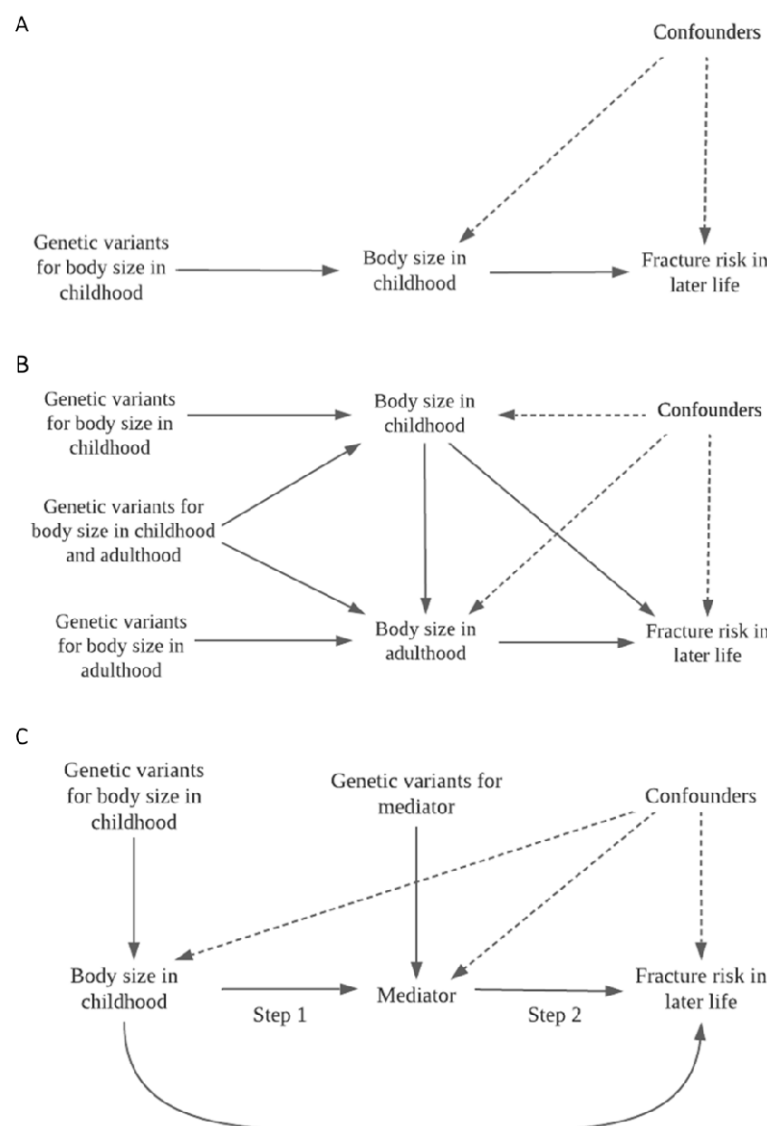 A
Confounders
Genetic variants
for body size in
childhood
Body size in
childhood
Fracture risk in
later life
B
Genetic variants
for body size in
childhood
Body size in
childhood
Confounders
Genetic variants for
body size in childhood
and adulthood
Genetic variants
for body size in
adulthood
Body size in
adulthood
Fracture risk in
later life
C
Genetic variants
for body size in
childhood
Genetic variants for
mediator
Confounders
Body size in
childhood
Step 1
Mediator
Step 2
Fracture risk in
later life